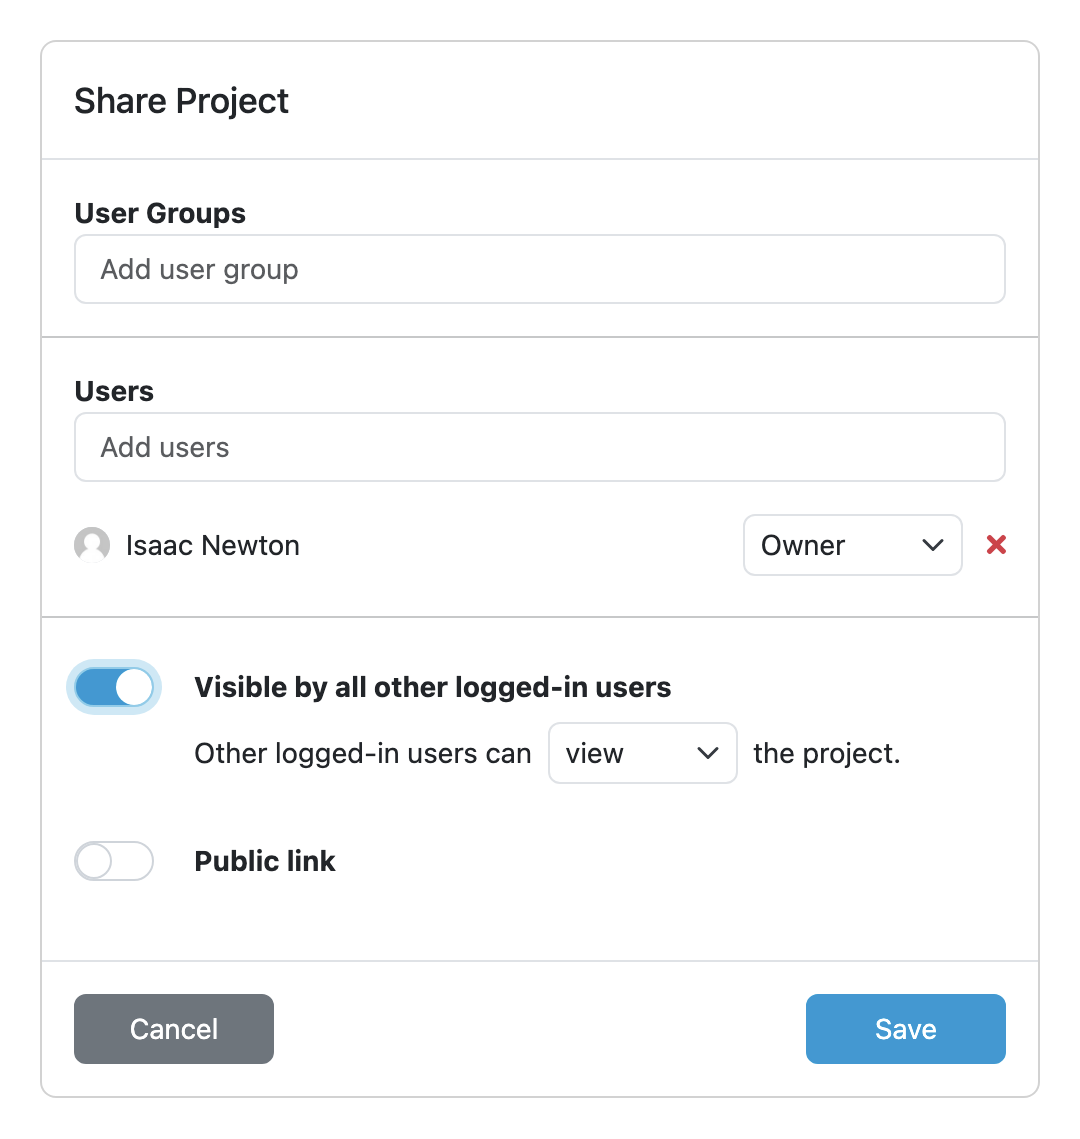 Share Project
User Groups
Add user group
Users
Add users
Isaac Newton Owner
Visible by all other logged-in users
Other logged-in users can view the project.
Public link
Cancel Save